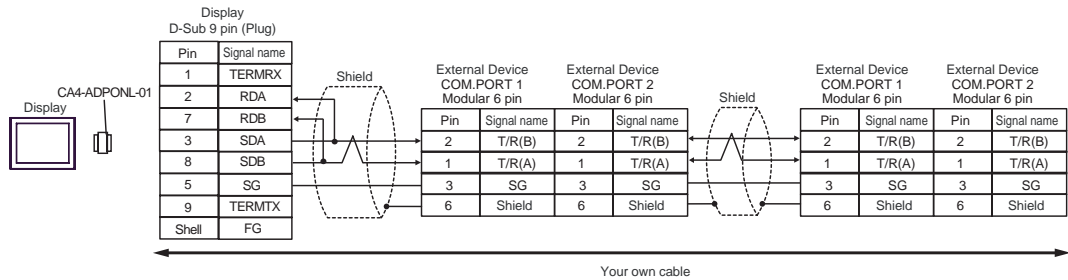 Display
D-Sub 9 pin (Plug)
Pin Signal name
1 TERMRX
2 RDA
7 RDB
3 SDA
8 SDB
5 SG
9 TERMTX
Shell FG
CA4-ADPONL-01
Display
Shield
External Device
COM.PORT 1
Modular 6 pin
External Device
COM.PORT 2
Modular 6 pin
Pin Signal name Pin Signal name
2 T/R(B) 2 T/R(B)
1 T/R(A) 1 T/R(A)
3 SG 3 SG
6 Shield 6 Shield
Shield
External Device
COM.PORT 1
Modular 6 pin
External Device
COM.PORT 2
Modular 6 pin
Pin Signal name Pin Signal name
2 T/R(B) 2 T/R(B)
1 T/R(A) 1 T/R(A)
3 SG 3 SG
6 Shield 6 Shield
Your own cable